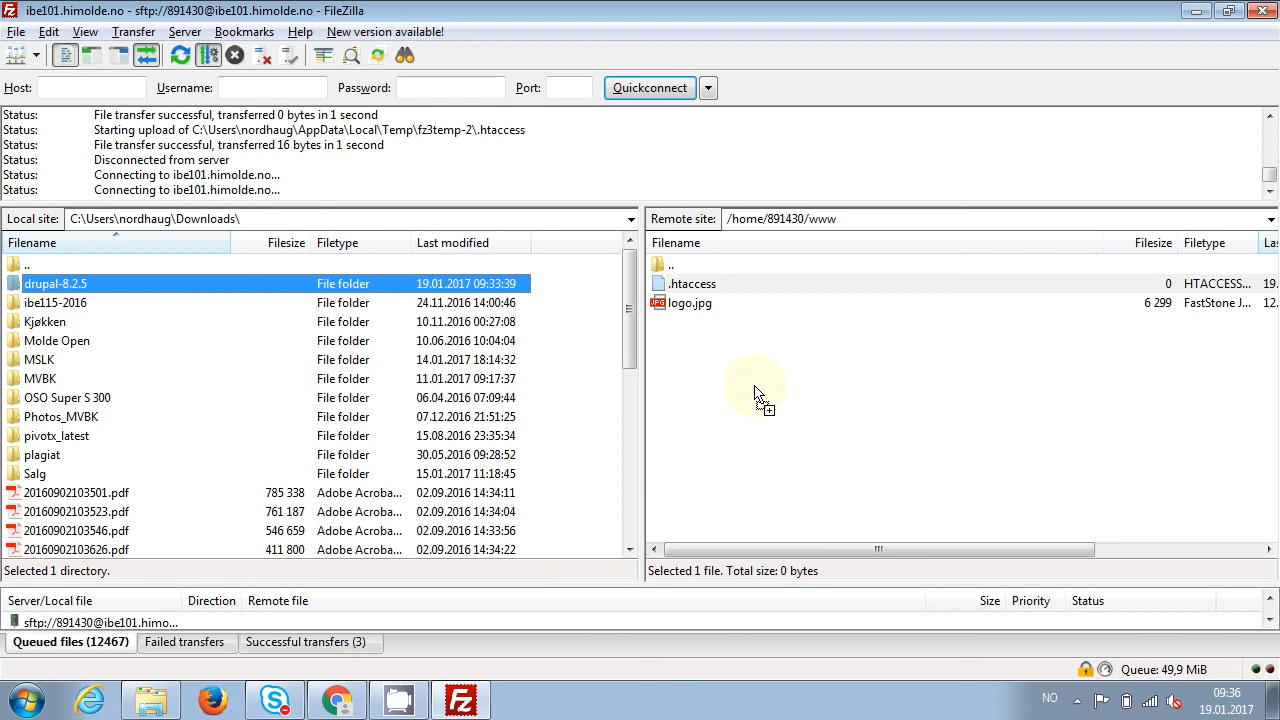 ibe101.himolde.no - sftp://891430@ibe101.himolde.no - FileZilla
File Edit View Transfer Server Bookmarks Help New version available!
Host: Username: Password: Port: Quickconnect
Status: File transfer successful, transferred 0 bytes in 1 second
Status: Starting upload of C:\Users\nordhaug\AppData\Local\Temp\fz3temp-2\.htaccess
Status: File transfer successful, transferred 16 bytes in 1 second
Status: Disconnected from server
Status: Connecting to ibe101.himolde.no...
Status: Connecting to ibe101.himolde.no...
Local site: C:\Users\nordhaug\Downloads\
Filename Filesize Filetype Last modified
..
drupal-8.2.5 File folder 19.01.2017 09:33:39
ibe115-2016 File folder 24.11.2016 14:00:46
Kjøkken File folder 10.11.2016 00:27:08
Molde Open File folder 10.06.2016 10:04:04
MSLK File folder 14.01.2017 18:14:32
MVBK File folder 11.01.2017 09:17:37
OSO Super S 300 File folder 06.04.2016 07:09:44
Photos_MVBK File folder 07.12.2016 21:51:25
pivotx_latest File folder 15.08.2016 23:35:34
plagiat File folder 30.05.2016 09:28:52
Salg File folder 15.01.2017 11:18:45
20160902103501.pdf 785 338 Adobe Acroba... 02.09.2016 14:34:11
20160902103523.pdf 761 187 Adobe Acroba... 02.09.2016 14:34:04
20160902103546.pdf 546 659 Adobe Acroba... 02.09.2016 14:33:56
20160902103626.pdf 411 800 Adobe Acroba... 02.09.2016 14:34:22
Selected 1 directory.
Remote site: /home/891430/www
Filename Filesize Filetype Las
..
.htaccess 0 HTACCESS... 19.
logo.jpg 6 299 FastStone J... 12.
Selected 1 file. Total size: 0 bytes
Server/Local file Direction Remote file Size Priority Status
sftp://891430@ibe101.himo...
Queued files (12467) Failed transfers Successful transfers (3)
Queue: 49,9 MiB
NO 09:36
19.01.2017